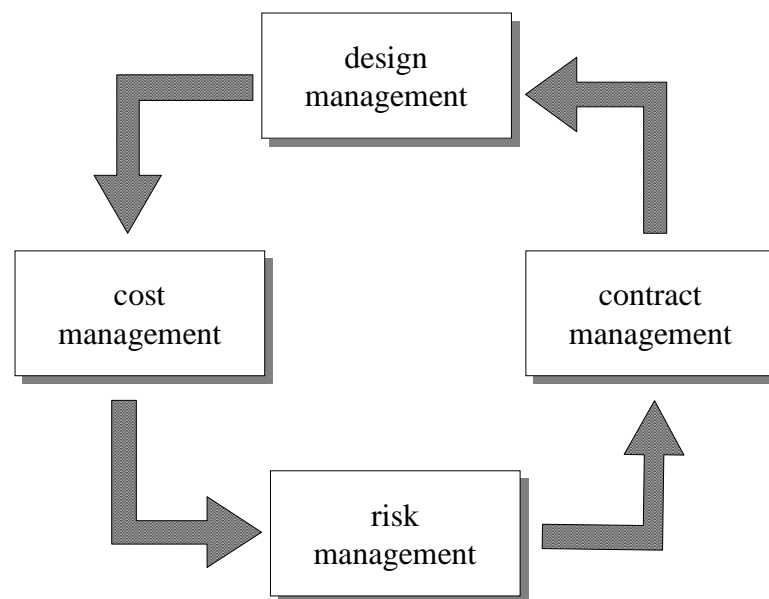 design
management
cost
management
contract
management
risk
management